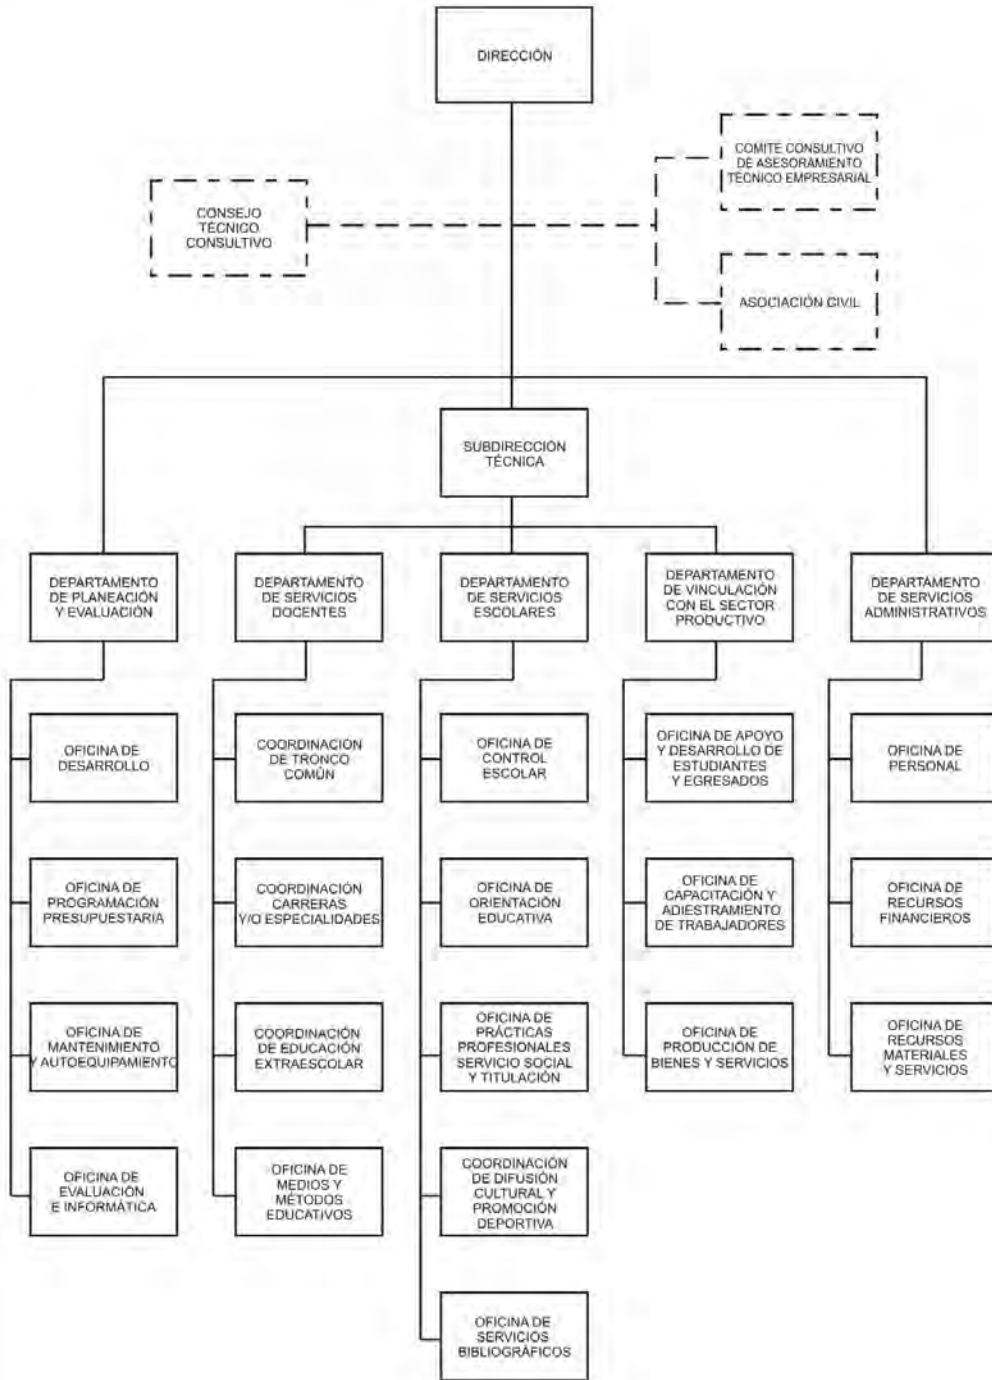 DIRECCIÓN
COMITÉ CONSULTIVO
DE ASESORAMIENTO
TÉCNICO EMPRESARIAL
CONSEJO
TÉCNICO
CONSULTIVO
ASOCIACIÓN CIVIL
SUBDIRECCIÓN
TÉCNICA
DEPARTAMENTO
DE PLANEACIÓN
Y EVALUACIÓN
DEPARTAMENTO
DE SERVICIOS
DOCENTES
DEPARTAMENTO
DE SERVICIOS
ESCOLARES
DEPARTAMENTO
DE VINCULACIÓN
CON EL SECTOR
PRODUCTIVO
DEPARTAMENTO
DE SERVICIOS
ADMINISTRATIVOS
OFICINA DE
DESARROLLO
COORDINACIÓN
DE TRONCO
COMÚN
OFICINA DE
CONTROL
ESCOLAR
OFICINA DE APOYO
Y DESARROLLO DE
ESTUDIANTES
Y EGRESADOS
OFICINA DE
PERSONAL
OFICINA DE
PROGRAMACIÓN
PRESUPUESTARIA
COORDINACIÓN
CARRERAS
Y/O ESPECIALIDADES
OFICINA DE
ORIENTACIÓN
EDUCATIVA
OFICINA DE
CAPACITACIÓN Y
ADIESTRAMIENTO
DE TRABAJADORES
OFICINA DE
RECURSOS
FINANCIEROS
OFICINA DE
MANTENIMIENTO
Y AUTOEQUIPAMIENTO
COORDINACIÓN
DE EDUCACIÓN
EXTRAESCOLAR
OFICINA DE
PRÁCTICAS
PROFESIONALES
SERVICIO SOCIAL
Y TITULACIÓN
OFICINA DE
PRODUCCIÓN DE
BIENES Y SERVICIOS
OFICINA DE
RECURSOS
MATERIALES
Y SERVICIOS
OFICINA DE
EVALUACIÓN
E INFORMÁTICA
OFICINA DE
MEDIOS Y
MÉTODOS
EDUCATIVOS
COORDINACIÓN
DE DIFUSIÓN
CULTURAL Y
PROMOCIÓN
DEPORTIVA
OFICINA DE
SERVICIOS
BIBLIOGRÁFICOS